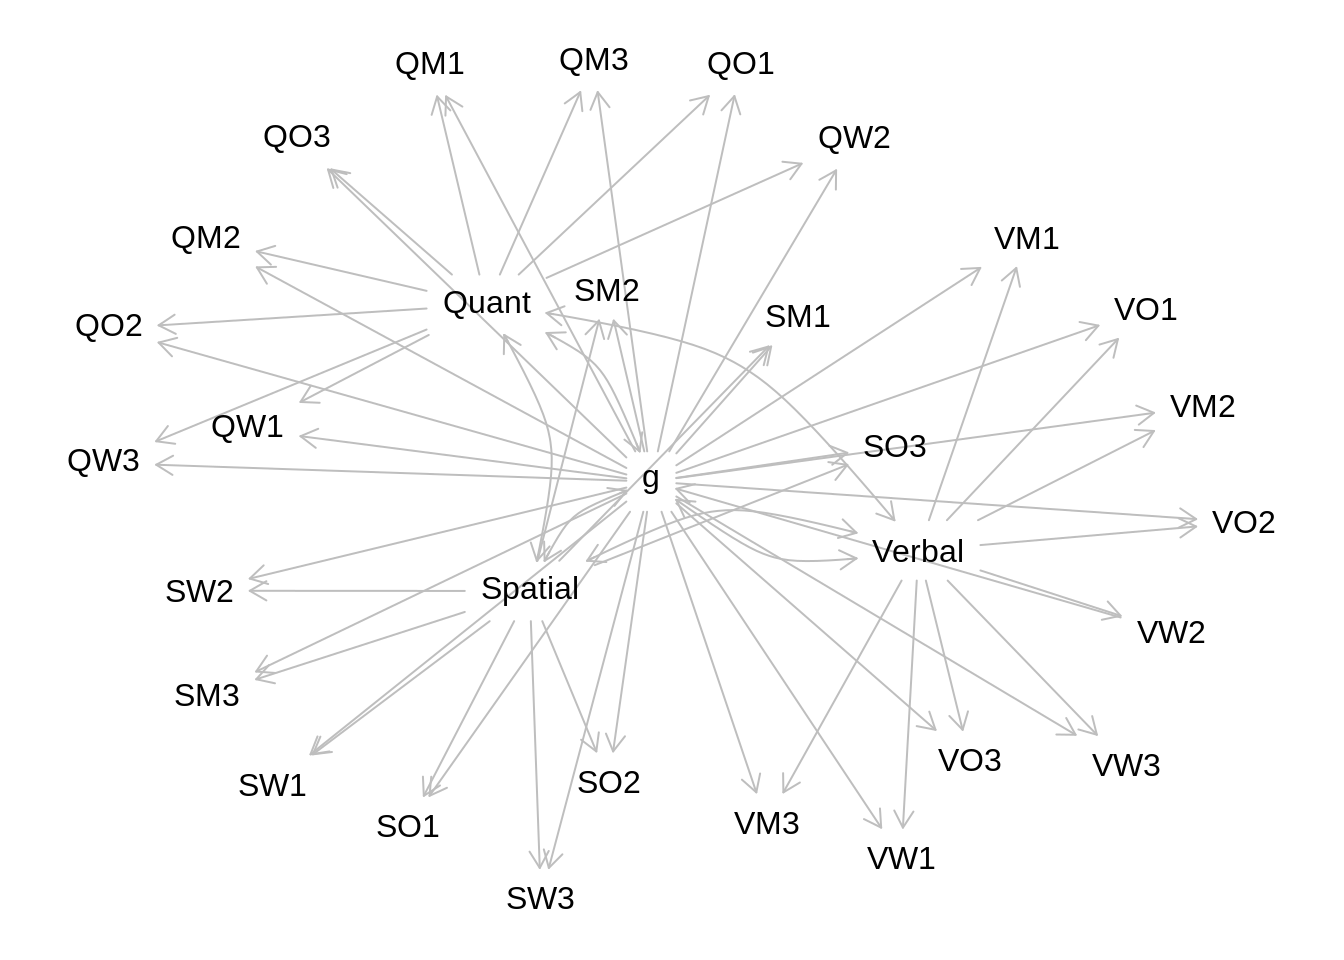 QM1
QM3
QO1
QO3
QW2
QM2
VM1
Quant
SM2
VO1
SM1
QO2
VM2
QW1
SO3
QW3
g
VO2
Verbal
Spatial
SW2
VW2
SM3
VO3
VW3
SW1
SO2
SO1
VM3
VW1
SW3